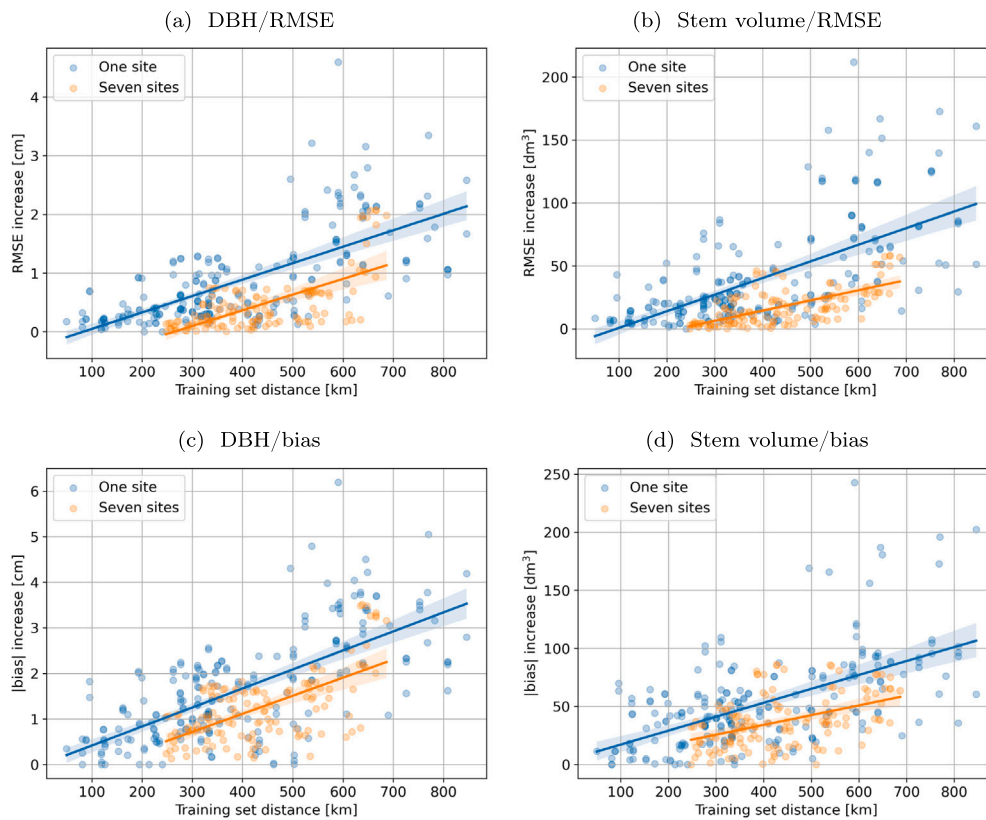 (a) DBH/RMSE
(b) Stem volume/RMSE
One site
Seven sites
RMSE increase [cm]
4
3
2
1
0
100 200 300 400 500 600 700 800
Training set distance [km]
One site
Seven sites
RMSE increase [dm³]
200
150
100
50
0
100 200 300 400 500 600 700 800
Training set distance [km]
(c) DBH/bias
(d) Stem volume/bias
One site
Seven sites
|bias| increase [cm]
6
5
4
3
2
1
0
100 200 300 400 500 600 700 800
Training set distance [km]
One site
Seven sites
|bias| increase [dm³]
250
200
150
100
50
0
100 200 300 400 500 600 700 800
Training set distance [km]